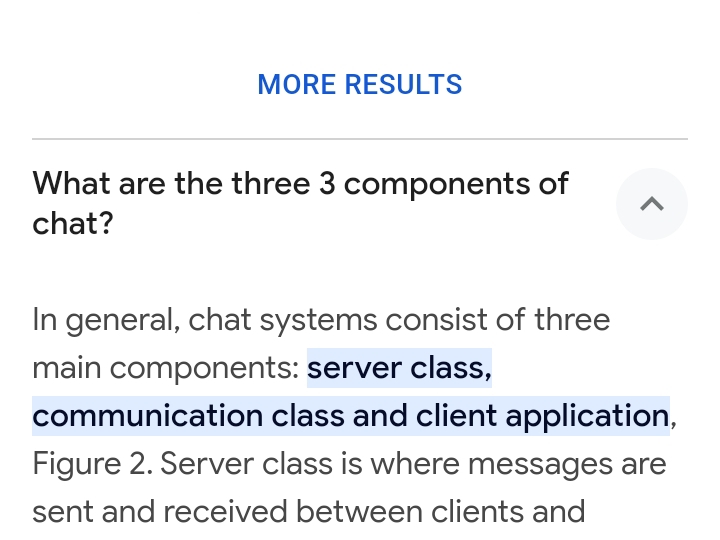 MORE RESULTS
What are the three 3 components of
chat?
In general, chat systems consist of three
main components: server class,
communication class and client application,
Figure 2. Server class is where messages are
sent and received between clients and